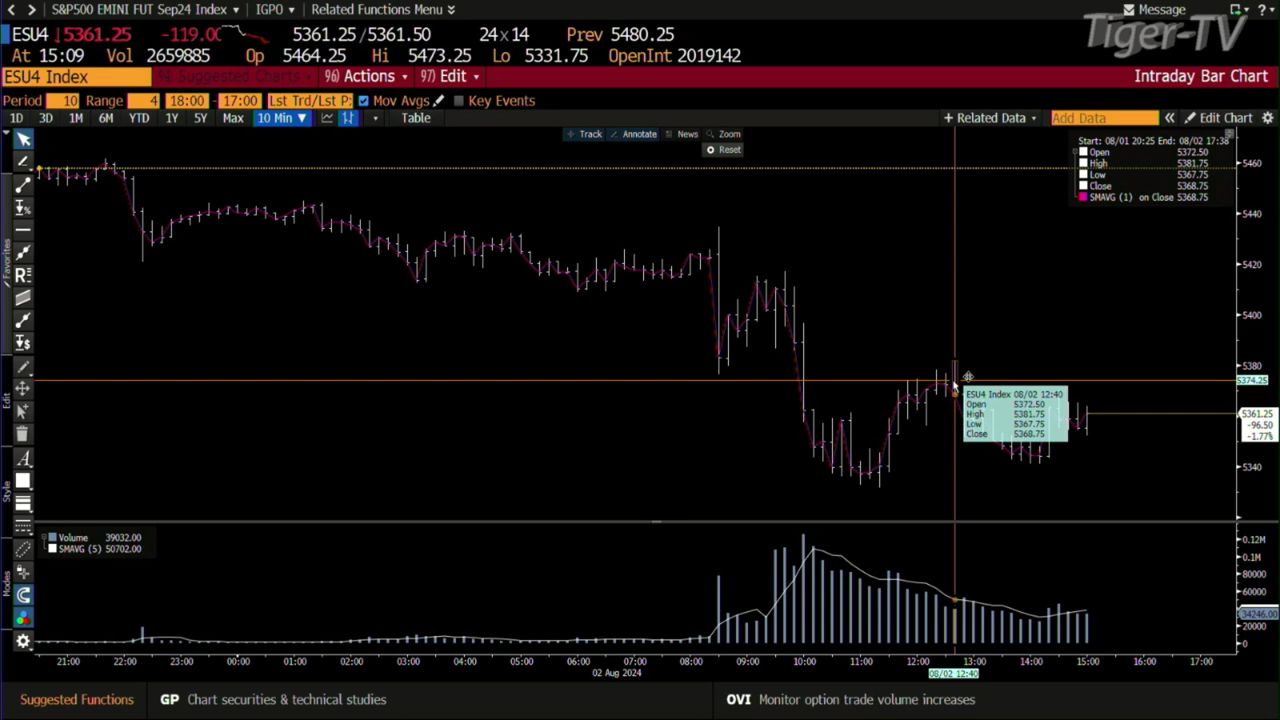 S&P500 EMINI FUT Sep24 Index IGPO Related Functions Menu Message
Tiger-TV
ESU4 ↓5361.25 -119.00 5361.25/5361.50 24×14 Prev 5480.25
At 15:09 Vol 2659885 Op 5464.25 Hi 5473.25 Lo 5331.75 OpenInt 2019142
ESU4 Index 94) Suggested Charts 96) Actions 97) Edit Intraday Bar Chart
Period 10 Range 4 18:00 - 17:00 Lst Trd/Lst P: Mov Avgs Key Events
1D 3D 1M 6M YTD 1Y 5Y Max 10 Min ▼ Table + Related Data Add Data « Edit Chart
Track Annotate News Zoom
Reset
Start: 08/01 20:25 End: 08/02 17:38
Open 5372.50
High 5381.75
Low 5367.75
Close 5368.75
SMAVG (1) on Close 5368.75
5460
5440
5420
5400
5380
5374.25
5361.25
-96.50
-1.77%
5340
ESU4 Index 08/02 12:40
Open 5372.50
High 5381.75
Low 5367.75
Close 5368.75
Favorites
Edit
Style
Modes
Volume 39032.00
SMAVG (5) 50702.00
0.12M
0.1M
80000
60000
34246.00
20000
0
21:00 22:00 23:00 00:00 01:00 02:00 03:00 04:00 05:00 06:00 07:00 08:00 09:00 10:00 11:00 12:00 13:00 14:00 15:00 16:00 17:00
02 Aug 2024 08/02 12:40
Suggested Functions GP Chart securities & technical studies OVI Monitor option trade volume increases